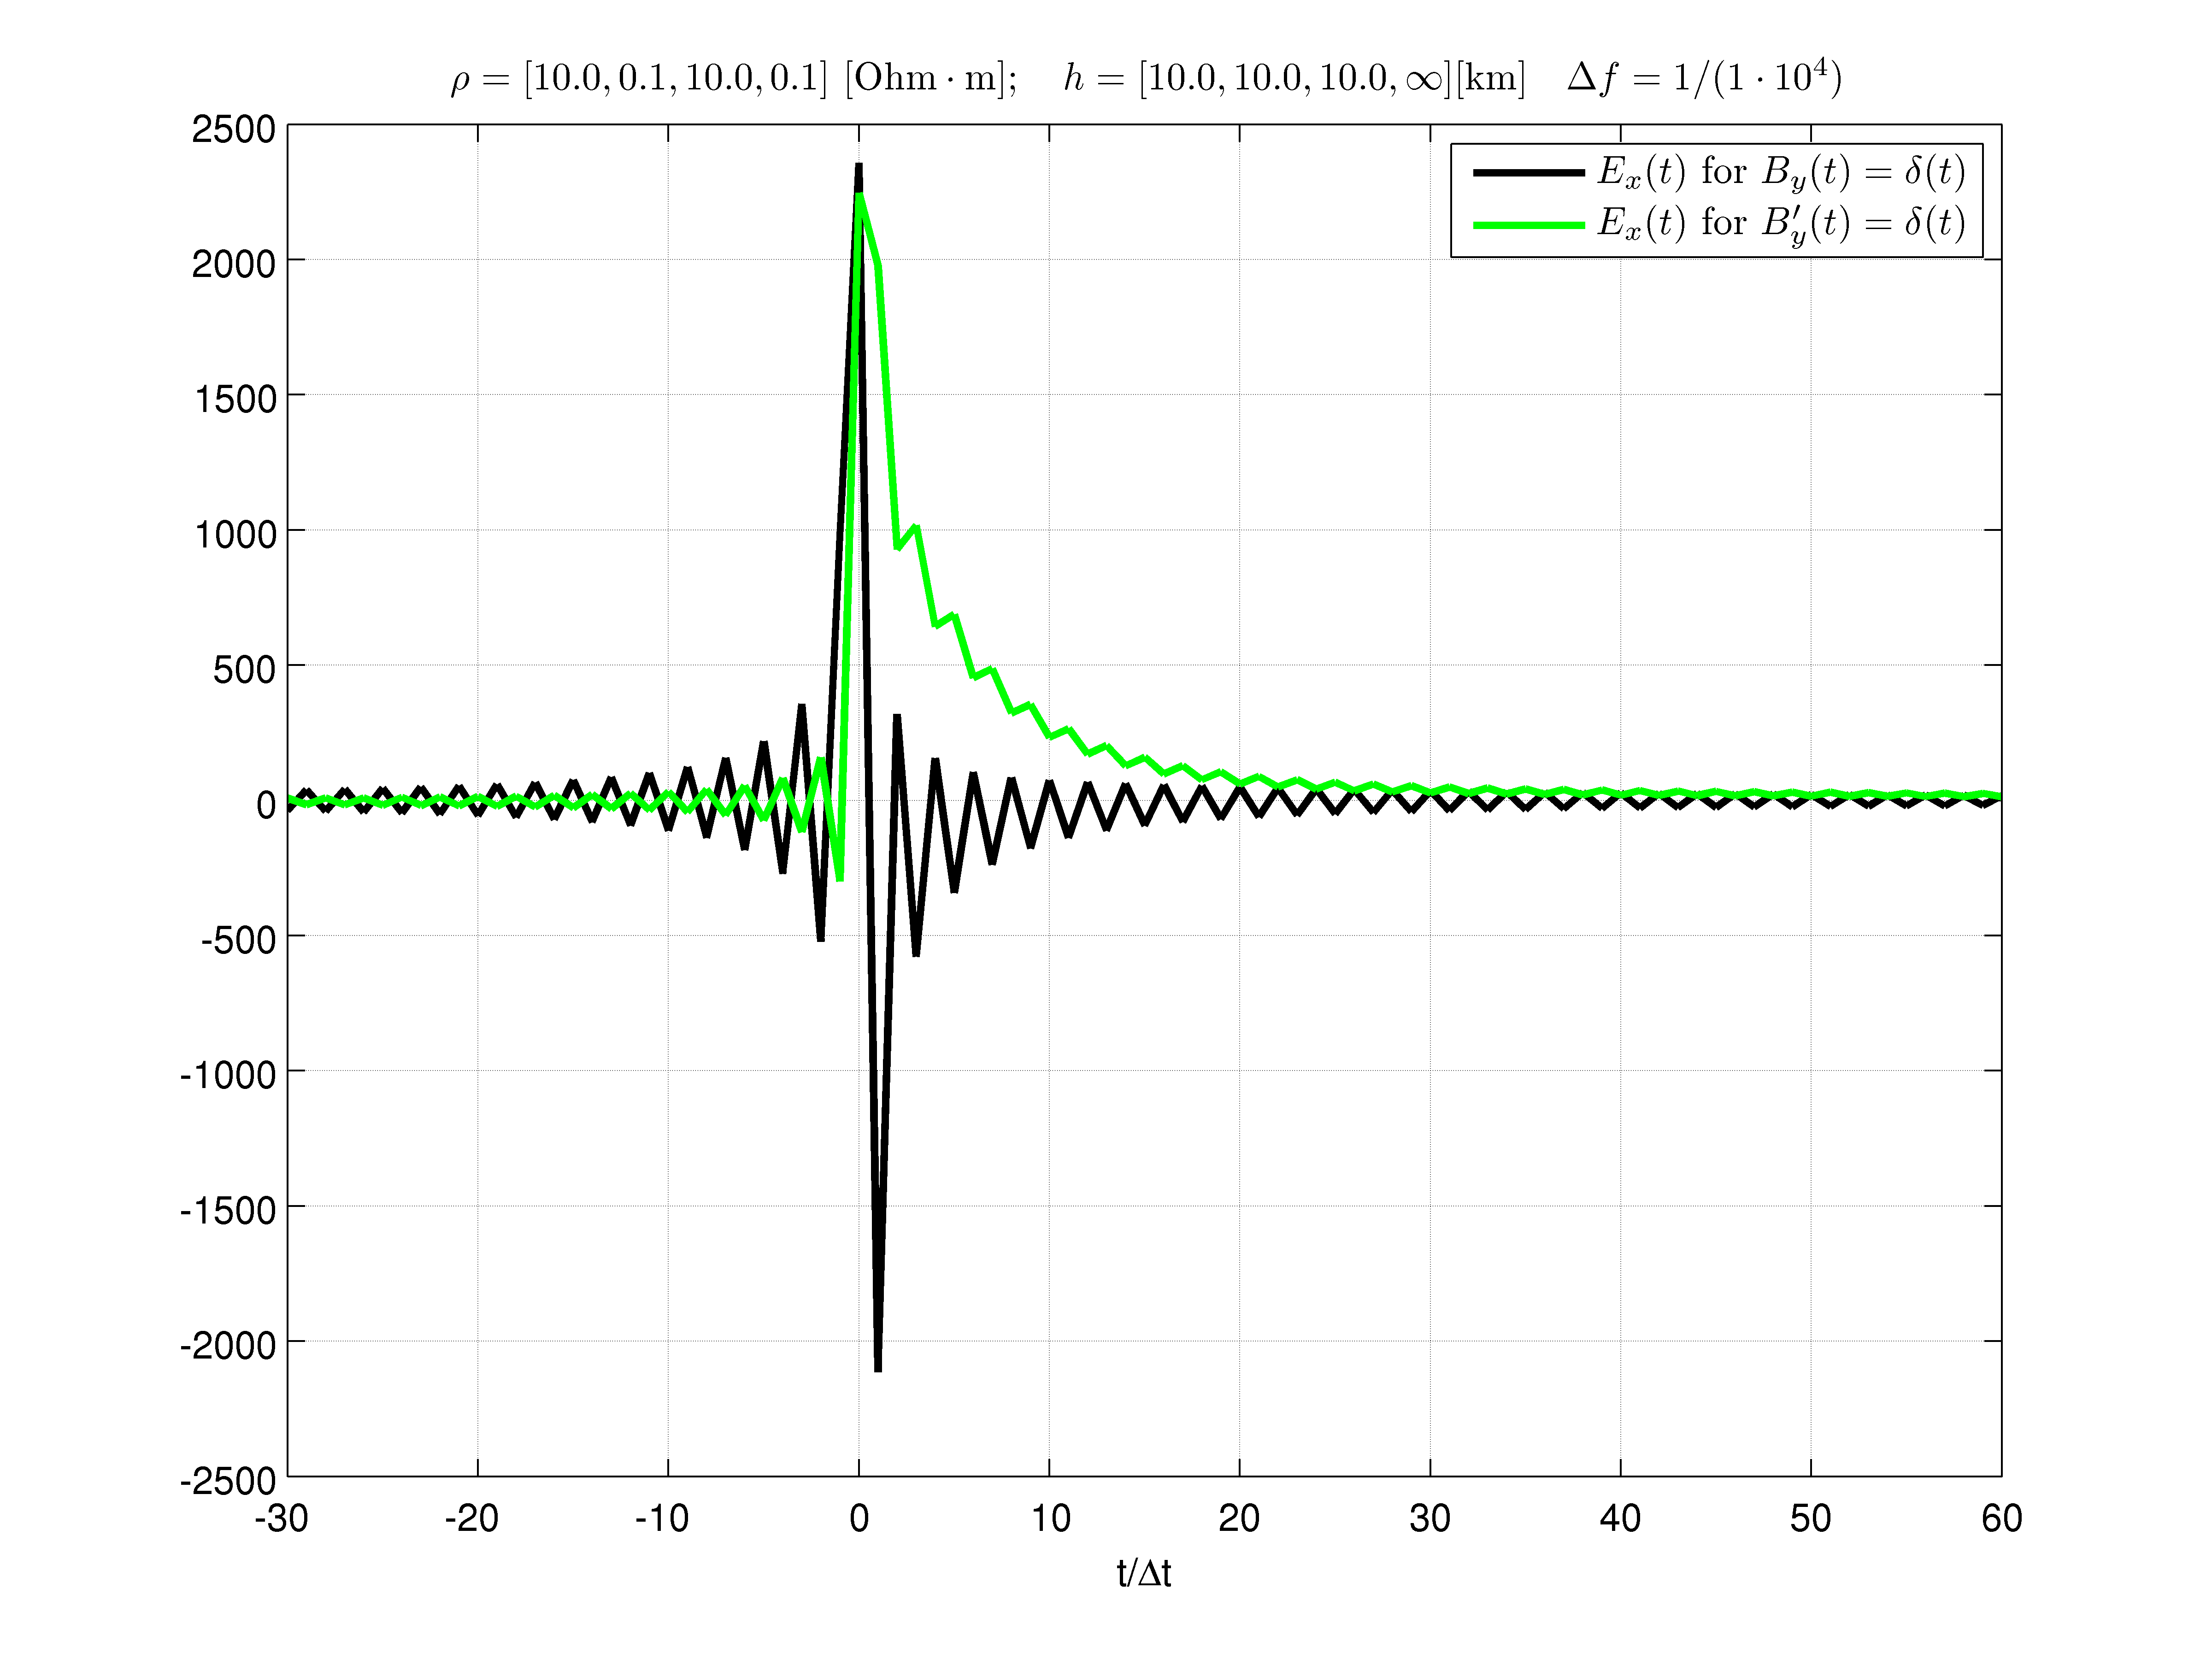 ρ = [10.0, 0.1, 10.0, 0.1] [Ohm · m];  h = [10.0, 10.0, 10.0, ∞][km]  Δf = 1/(1 · 10⁴)
E_x(t) for B_y(t) = δ(t)
E_x(t) for B′_y(t) = δ(t)
2500
2000
1500
1000
500
0
-500
-1000
-1500
-2000
-2500
-30 -20 -10 0 10 20 30 40 50 60
t/Δt